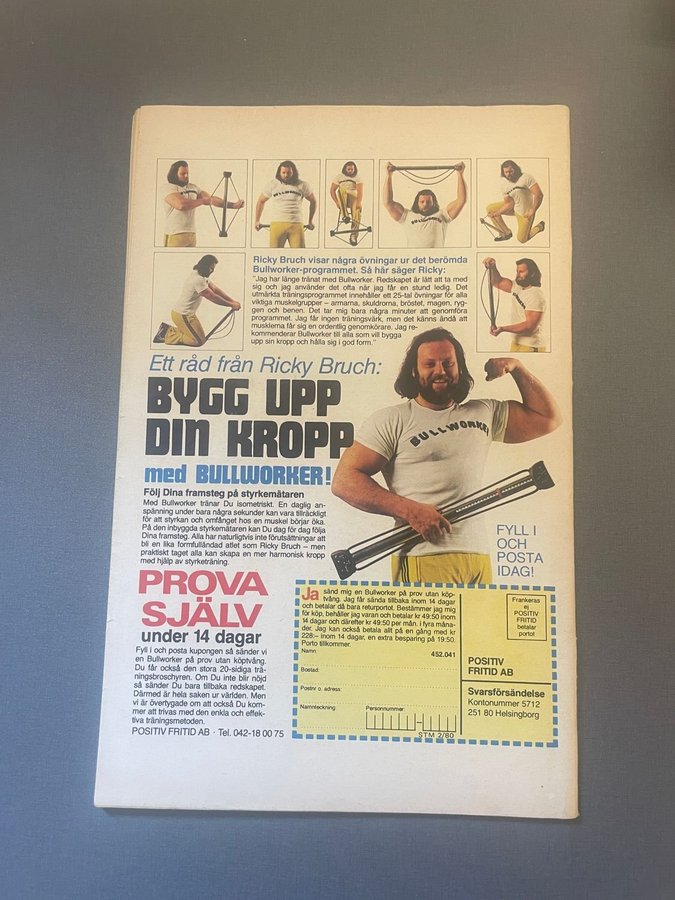 BULLWORKER
Ricky Bruch visar några övningar ur det berömda
Bullworker-programmet. Så här säger Ricky:
"Jag har länge tränat med Bullworker. Redskapet är lätt att ta med
sig och jag använder det ofta när jag får en stund ledig. Det
utmärkta träningsprogrammet innehåller ett 25-tal övningar för alla
viktiga muskelgrupper – armarna, skuldrorna, bröstet, magen, ryg-
gen och benen. Det tar mig bara några minuter att genomföra
programmet. Jag får ingen träningsvärk, men det känns ändå att
musklerna får sig en ordentlig genomkörare. Jag re-
kommenderar Bullworker till alla som vill bygga
upp sin kropp och hålla sig i god form."
Ett råd från Ricky Bruch:
BYGG UPP
DIN KROPP
med BULLWORKER!
BULLWORKER
Följ Dina framsteg på styrkemätaren
Med Bullworker tränar Du isometriskt. En daglig an-
spänning under bara några sekunder kan vara tillräckligt
för att styrkan och omfånget hos en muskel börjar öka.
På den inbyggda styrkemätaren kan Du dag för dag följa
Dina framsteg. Alla har naturligtvis inte förutsättningar att
bli en lika formfulländad atlet som Ricky Bruch – men
praktiskt taget alla kan skapa en mer harmonisk kropp
med hjälp av styrketräning.
FYLL I
OCH
POSTA
IDAG!
PROVA
SJÄLV
under 14 dagar
Fyll i och posta kupongen så sänder vi
en Bullworker på prov utan köptvång.
Du får också den stora 20-sidiga trä-
ningsbroschyren. Om Du inte blir nöjd
så sänder Du bara tillbaka redskapet.
Därmed är hela saken ur världen. Men
vi är övertygade om att också Du kom-
mer att trivas med den enkla och effek-
tiva träningsmetoden.
POSITIV FRITID AB · Tel. 042-18 00 75
Ja sänd mig en Bullworker på prov utan köp-
tvång. Jag får sända tillbaka inom 14 dagar
och betalar då bara returportot. Bestämmer jag mig
för köp, behåller jag varan och betalar kr 49:50 inom
14 dagar och därefter kr 49:50 per mån. i fyra måna-
der. Jag kan också betala allt på en gång med kr
228:– inom 14 dagar, en extra besparing på 19:50.
Porto tillkommer.
452.041
Namn:
Bostad:
Postnr o. adress:
Namnteckning:
Personnummer:
STM 2/80
Frankeras
ej
POSITIV
FRITID
betalar
portot
POSITIV
FRITID AB
Svarsförsändelse
Kontonummer 5712
251 80 Helsingborg